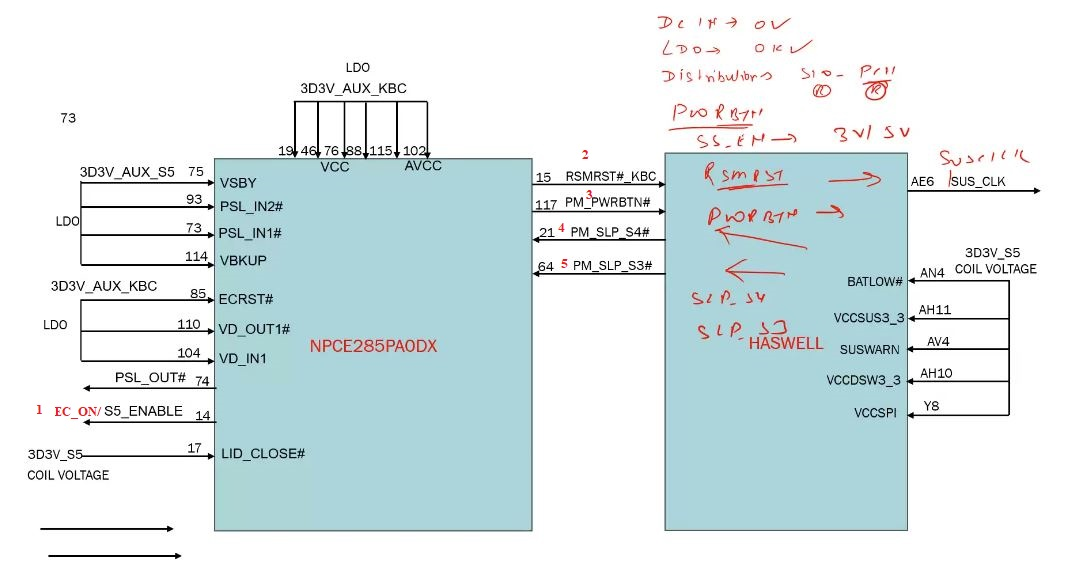 DC IN → 0V
LDO → OK ✓
Distributions SIO - PCH
(R) (R)
PWRBTN
S5_EN → 3V/5V
LDO
3D3V_AUX_KBC
73
19 46 76 88 115 102
VCC AVCC
3D3V_AUX_S5 75 VSBY
93 PSL_IN2#
LDO 73 PSL_IN1#
114 VBKUP
3D3V_AUX_KBC
85 ECRST#
LDO 110 VD_OUT1#
104 VD_IN1
PSL_OUT# 74
1 EC_ON/ S5_ENABLE 14
3D3V_S5 17 LID_CLOSE#
COIL VOLTAGE
NPCE285PA0DX
2
15 RSMRST#_KBC
3
117 PM_PWRBTN#
21 4 PM_SLP_S4#
64 5 PM_SLP_S3#
RSMRST →
PWRBTN →
SLP_S4
SLP_S3
HASWELL
SUSCLK
AE6 SUS_CLK
3D3V_S5
COIL VOLTAGE
BATLOW# AN4
VCCSUS3_3 AH11
SUSWARN AV4
VCCDSW3_3 AH10
VCCSPI Y8